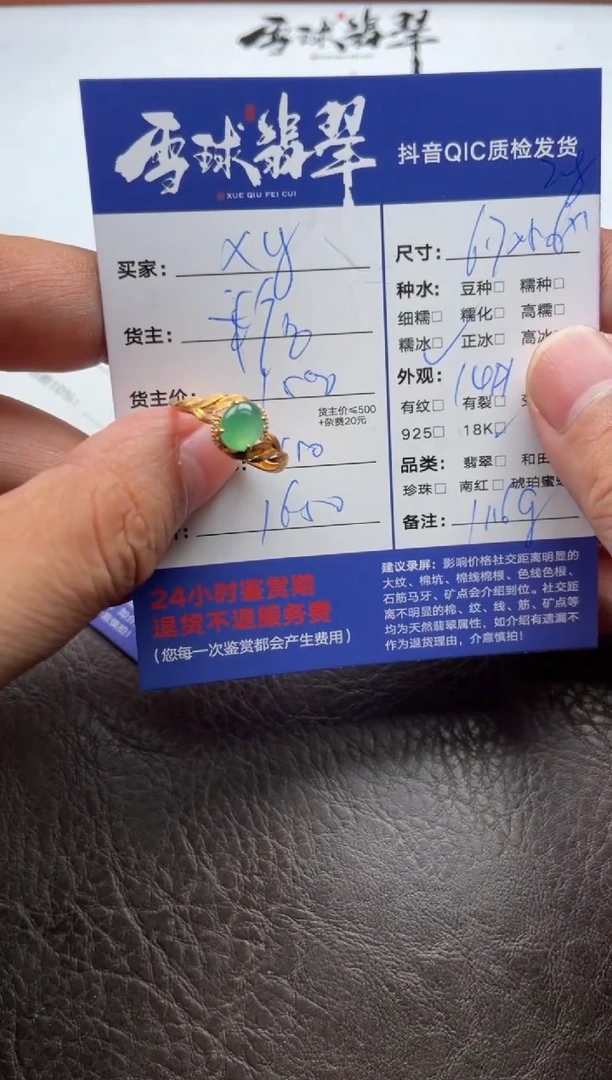 雪球翡翠
雪球翡翠
XUE QIU FEI CUI
抖音QIC质检发货
买家: xy
货主:
货主价:
货主价≤500
+杂费20元
1600
24小时鉴赏期
退货不退服务费
(您每一次鉴赏都会产生费用)
尺寸:
种水: 豆种□ 糯种□
细糯□ 糯化□ 高糯□
糯冰□ 正冰□ 高冰
外观:
有纹□ 有裂□
925□ 18K□
品类: 翡翠□ 和田
珍珠□ 南红□ 琥珀蜜
备注: 1.16g
建议录屏: 影响价格社交距离明显的
大纹、棉坑、棉线棉根、色线色根、
石筋马牙、矿点会介绍到位。社交距
离不明显的棉、纹、线、筋、矿点等
均为天然翡翠属性,如介绍有遗漏不
作为退货理由,介意慎拍!